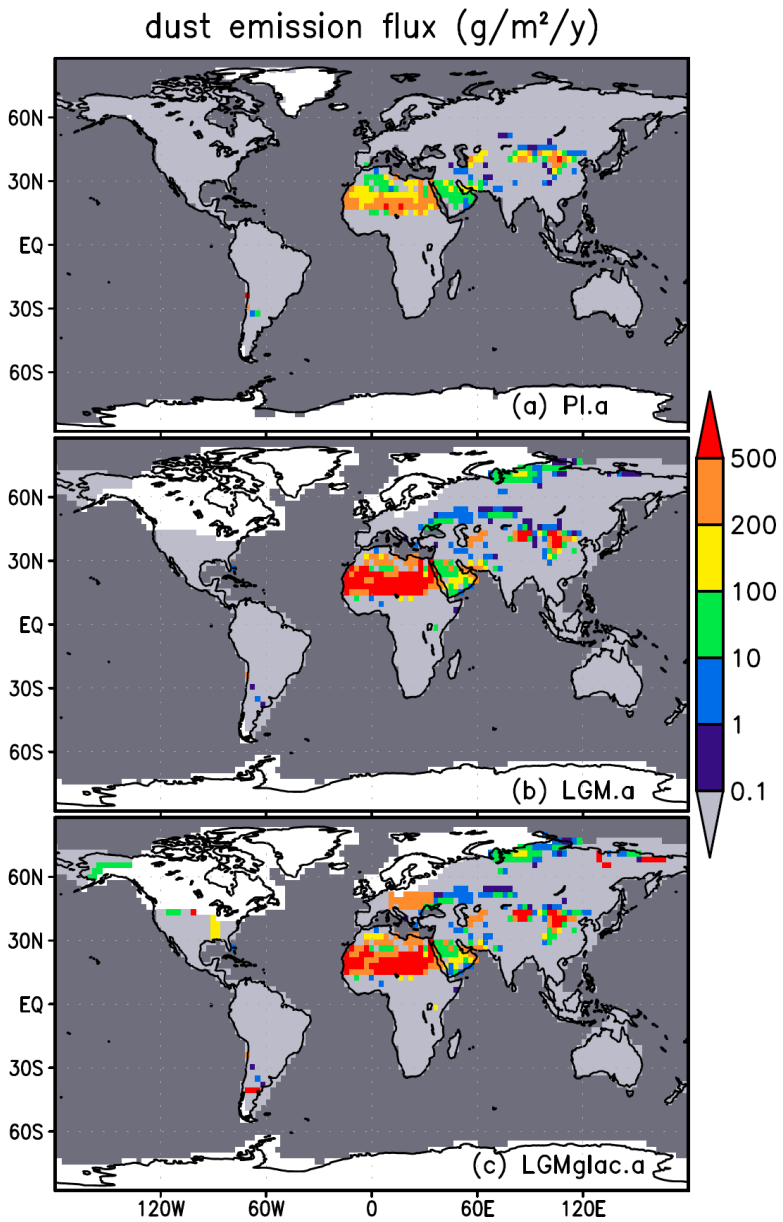 dust emission flux (g/m²/y)
60N
30N
EQ
30S
60S
(a) PI.a
60N
30N
EQ
30S
60S
(b) LGM.a
500
200
100
10
1
0.1
60N
30N
EQ
30S
60S
(c) LGMglac.a
120W 60W 0 60E 120E